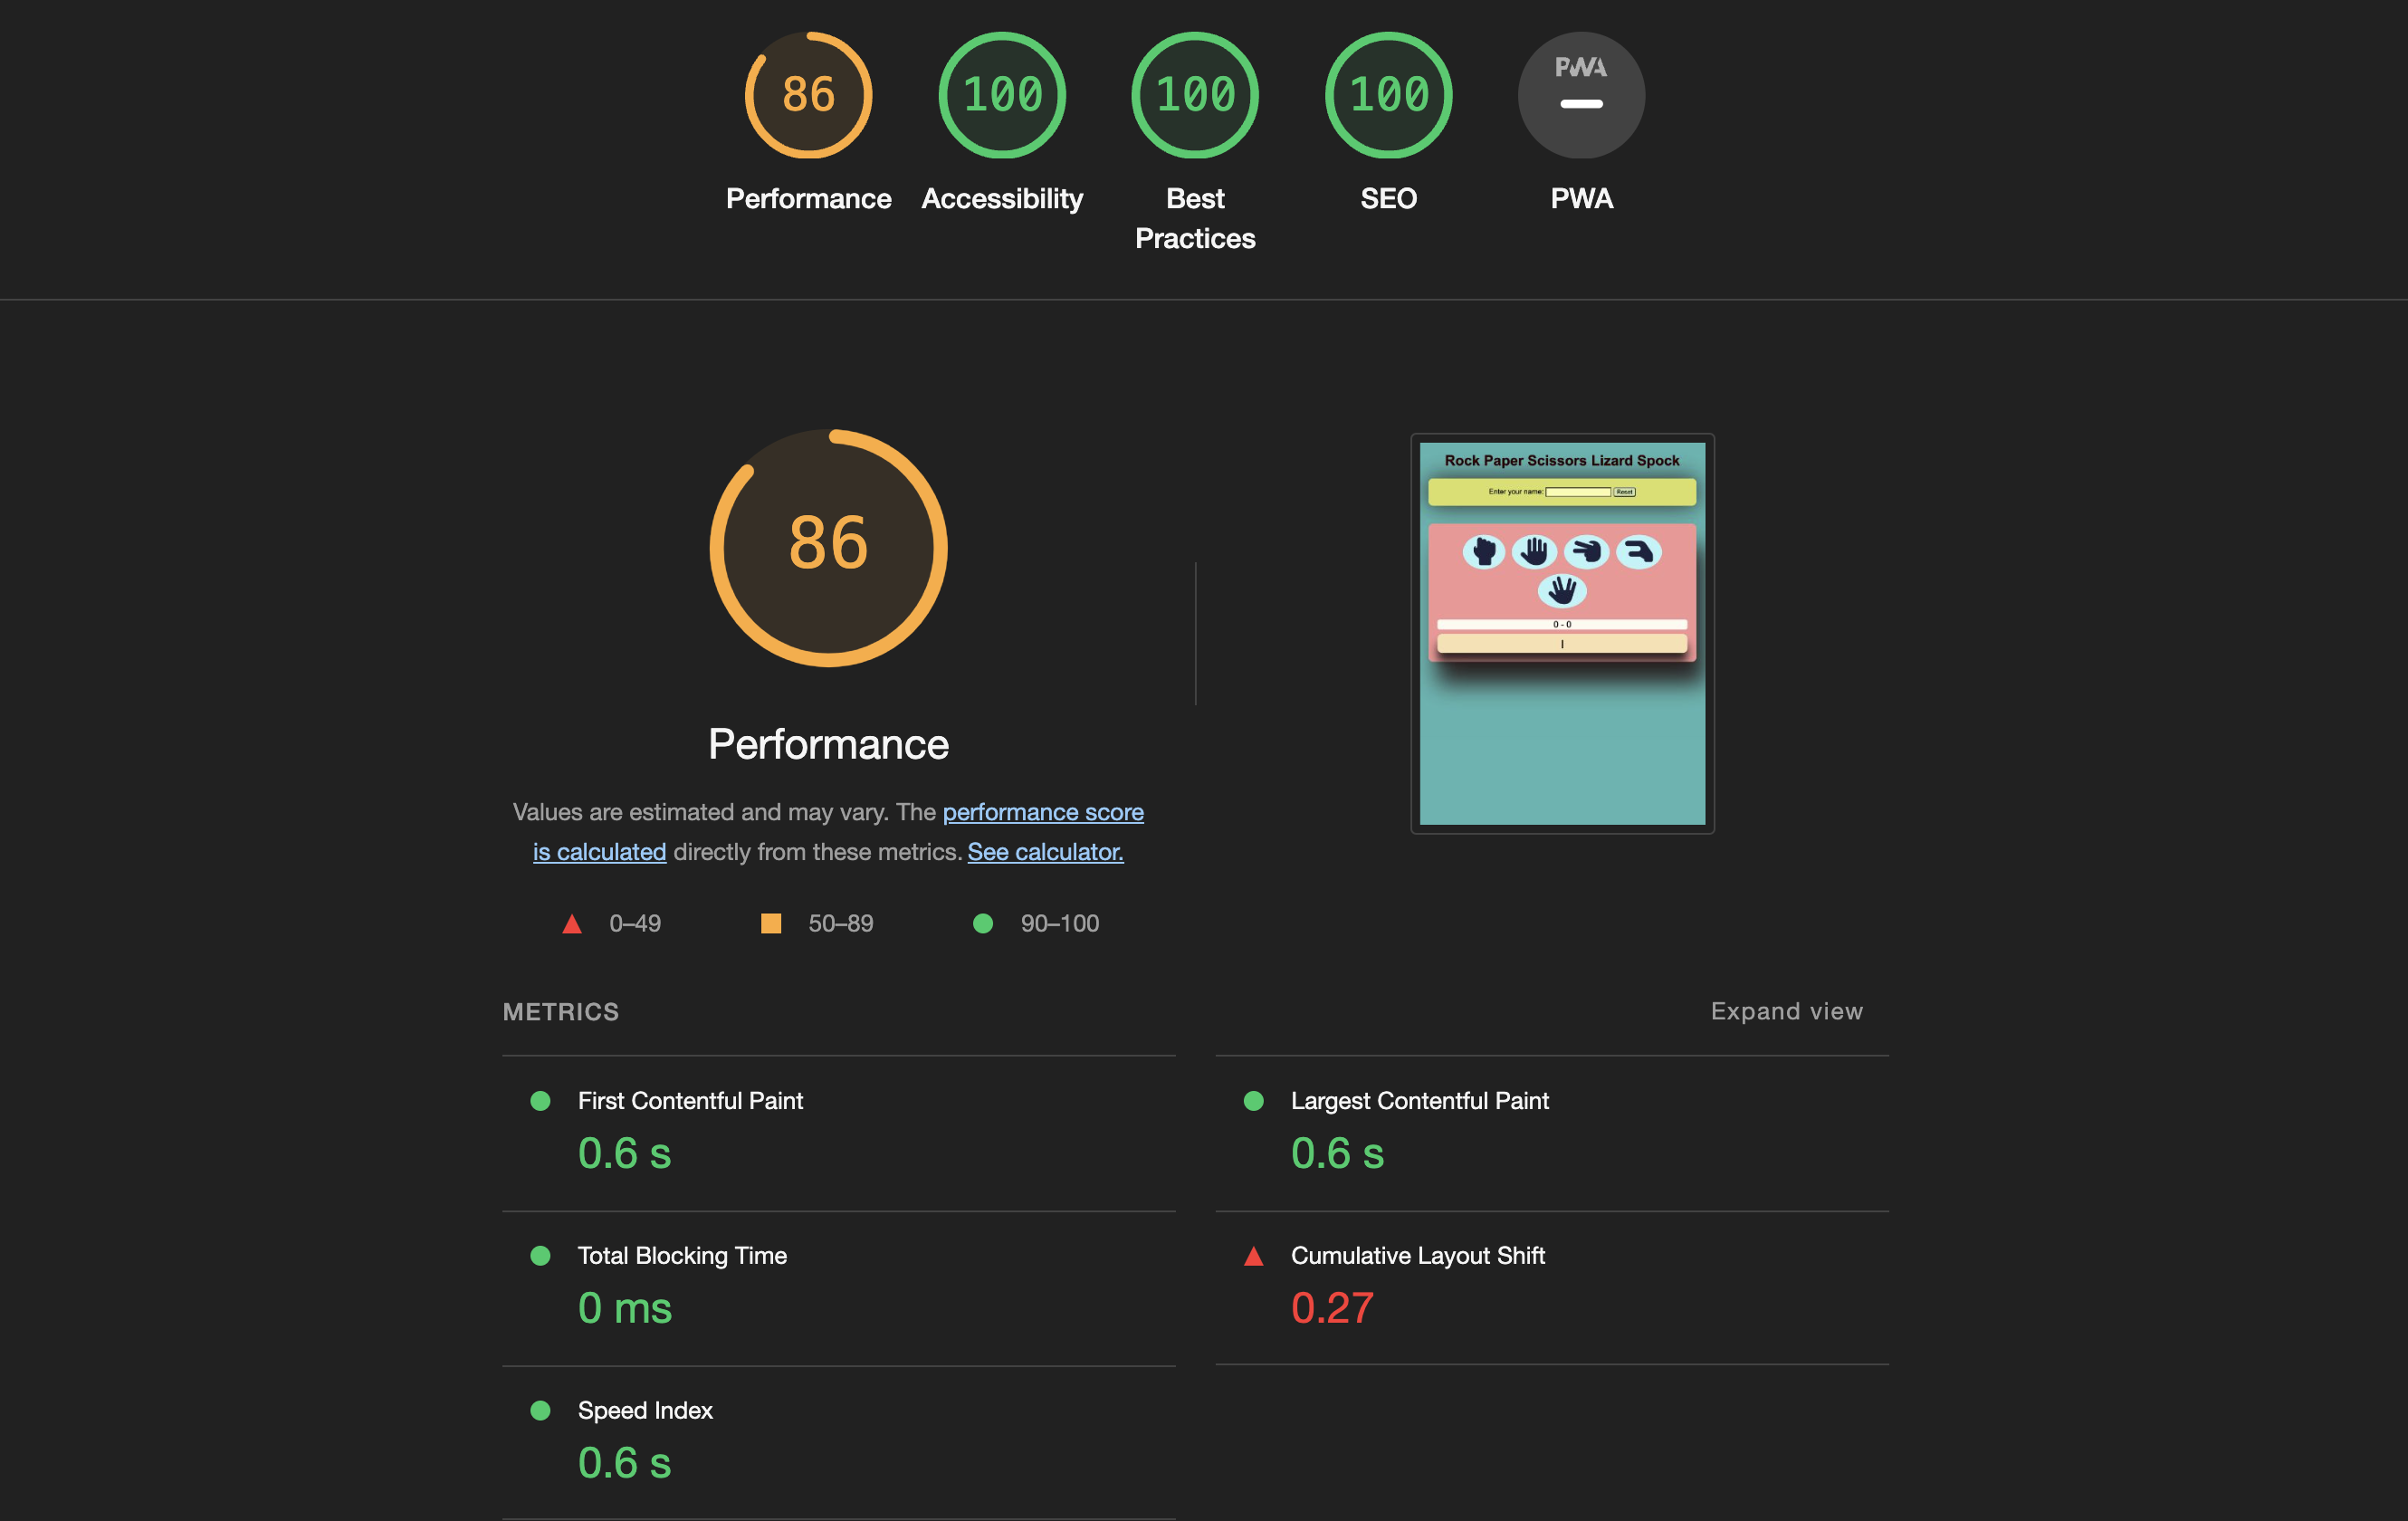 86
100
100
100
PWA
Performance
Accessibility
Best
Practices
SEO
PWA
86
Performance
Values are estimated and may vary. The performance score
is calculated directly from these metrics. See calculator.
0–49
50–89
90–100
Rock Paper Scissors Lizard Spock
Enter your name:
Reset
0 - 0
METRICS
Expand view
First Contentful Paint
0.6 s
Largest Contentful Paint
0.6 s
Total Blocking Time
0 ms
Cumulative Layout Shift
0.27
Speed Index
0.6 s